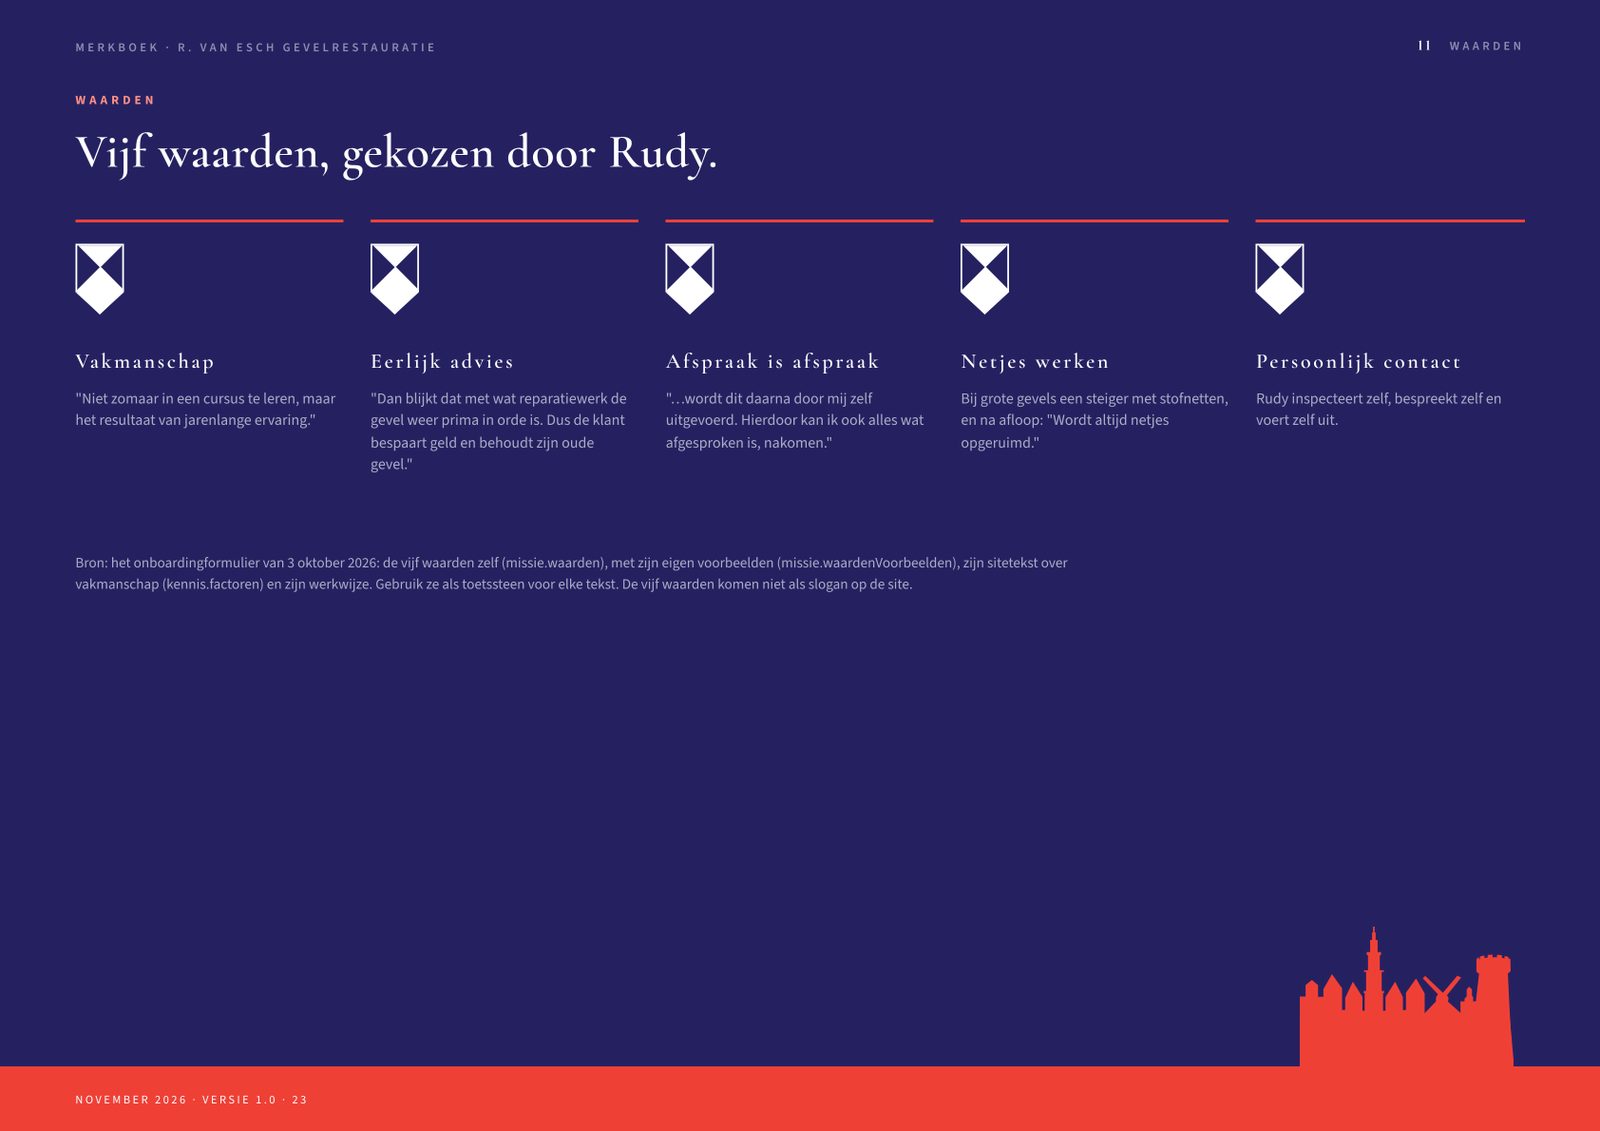 MERKBOEK · R. VAN ESCH GEVELRESTAURATIE
11 WAARDEN
WAARDEN
Vijf waarden, gekozen door Rudy.
Vakmanschap
"Niet zomaar in een cursus te leren, maar
het resultaat van jarenlange ervaring."
Eerlijk advies
"Dan blijkt dat met wat reparatiewerk de
gevel weer prima in orde is. Dus de klant
bespaart geld en behoudt zijn oude
gevel."
Afspraak is afspraak
"…wordt dit daarna door mij zelf
uitgevoerd. Hierdoor kan ik ook alles wat
afgesproken is, nakomen."
Netjes werken
Bij grote gevels een steiger met stofnetten,
en na afloop: "Wordt altijd netjes
opgeruimd."
Persoonlijk contact
Rudy inspecteert zelf, bespreekt zelf en
voert zelf uit.
Bron: het onboardingformulier van 3 oktober 2026: de vijf waarden zelf (missie.waarden), met zijn eigen voorbeelden (missie.waardenVoorbeelden), zijn sitetekst over
vakmanschap (kennis.factoren) en zijn werkwijze. Gebruik ze als toetssteen voor elke tekst. De vijf waarden komen niet als slogan op de site.
NOVEMBER 2026 · VERSIE 1.0 · 23